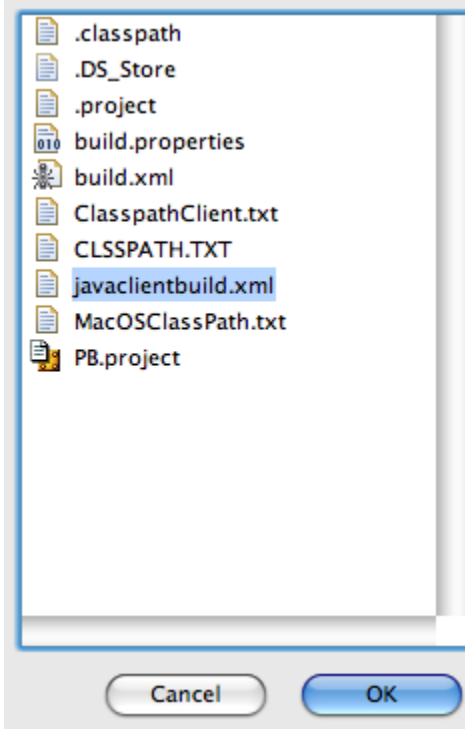 .classpath
.DS_Store
.project
build.properties
build.xml
ClasspathClient.txt
CLSSPATH.TXT
javaclientbuild.xml
MacOSClassPath.txt
PB.project
Cancel OK